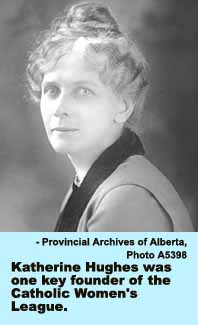 - Provincial Archives of Alberta,
Photo A5398
Katherine Hughes was
one key founder of the
Catholic Women's
League.